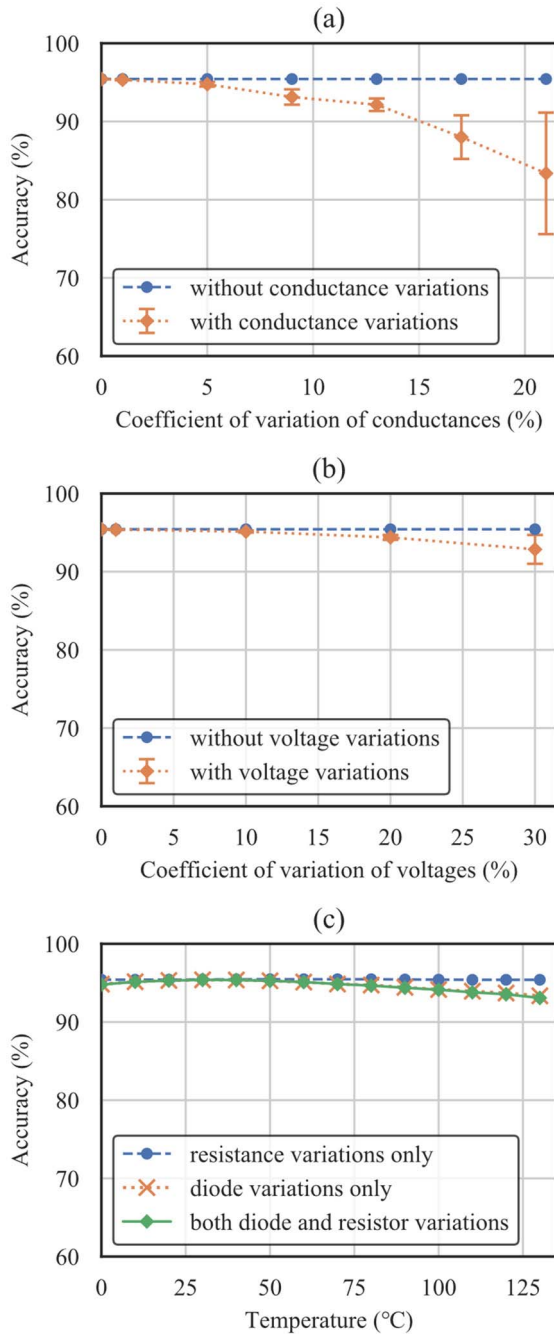 (a)
100
90
80
70
60
Accuracy (%)
without conductance variations
with conductance variations
0 5 10 15 20
Coefficient of variation of conductances (%)
(b)
100
90
80
70
60
Accuracy (%)
without voltage variations
with voltage variations
0 5 10 15 20 25 30
Coefficient of variation of voltages (%)
(c)
100
90
80
70
60
Accuracy (%)
resistance variations only
diode variations only
both diode and resistor variations
0 25 50 75 100 125
Temperature (℃)